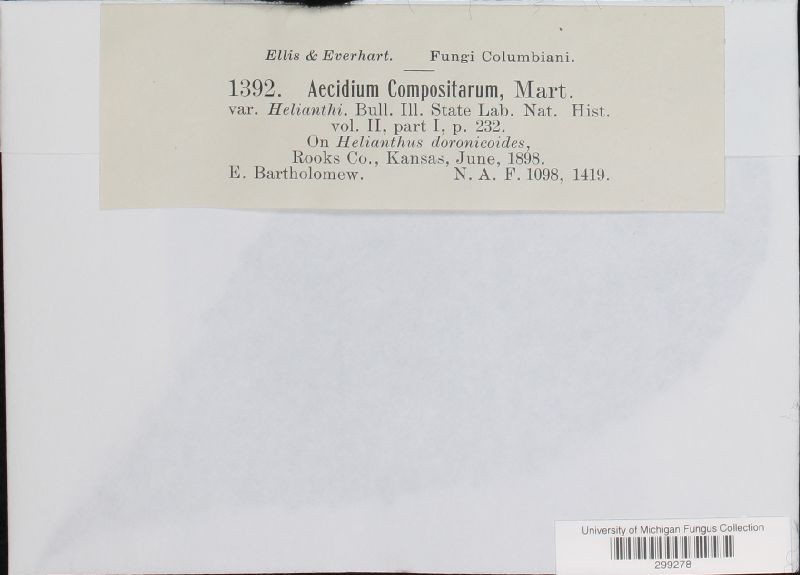 Ellis & Everhart. Fungi Columbiani.
1392. Aecidium Compositarum, Mart.
var. Helianthi. Bull. Ill. State Lab. Nat. Hist.
vol. II, part I, p. 232.
On Helianthus doronicoides,
Rooks Co., Kansas, June, 1898.
E. Bartholomew. N. A. F. 1098, 1419.
University of Michigan Fungus Collection
299278